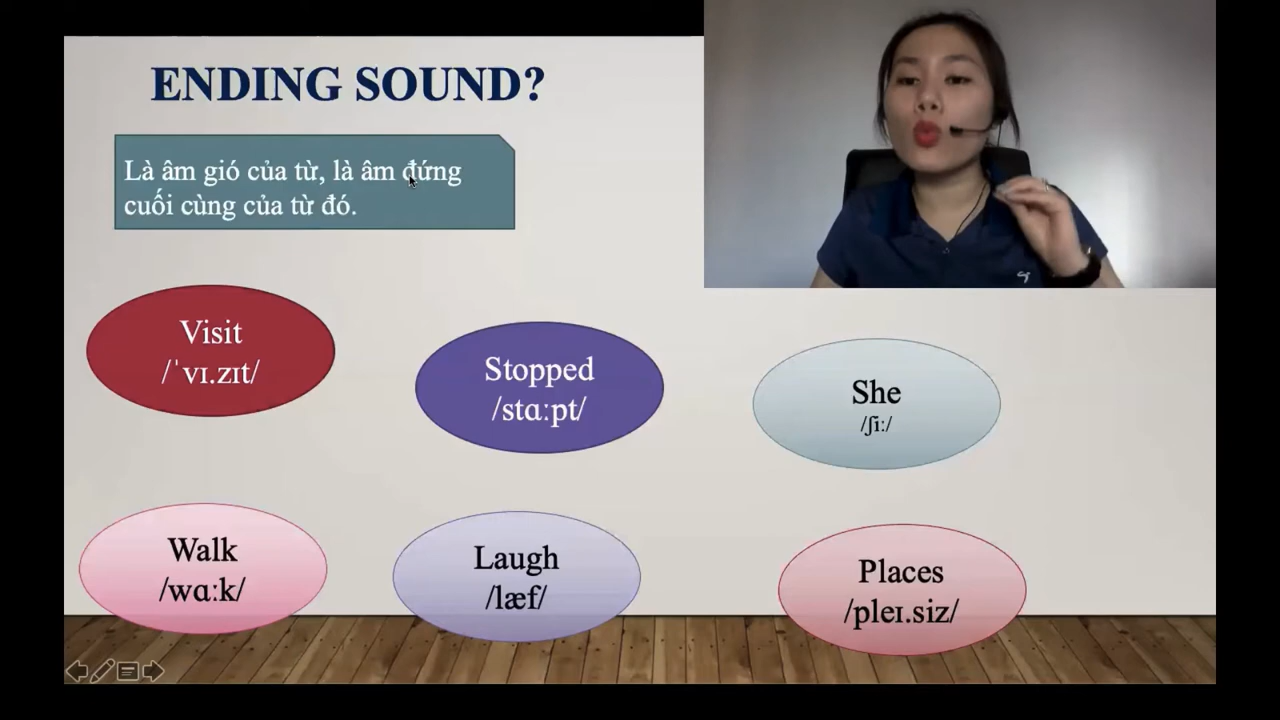 ENDING SOUND?
Là âm gió của từ, là âm đứng
cuối cùng của từ đó.
Visit
/ˈvɪ.zɪt/
Stopped
/stɑːpt/
She
/ʃiː/
Walk
/wɑːk/
Laugh
/læf/
Places
/pleɪ.siz/